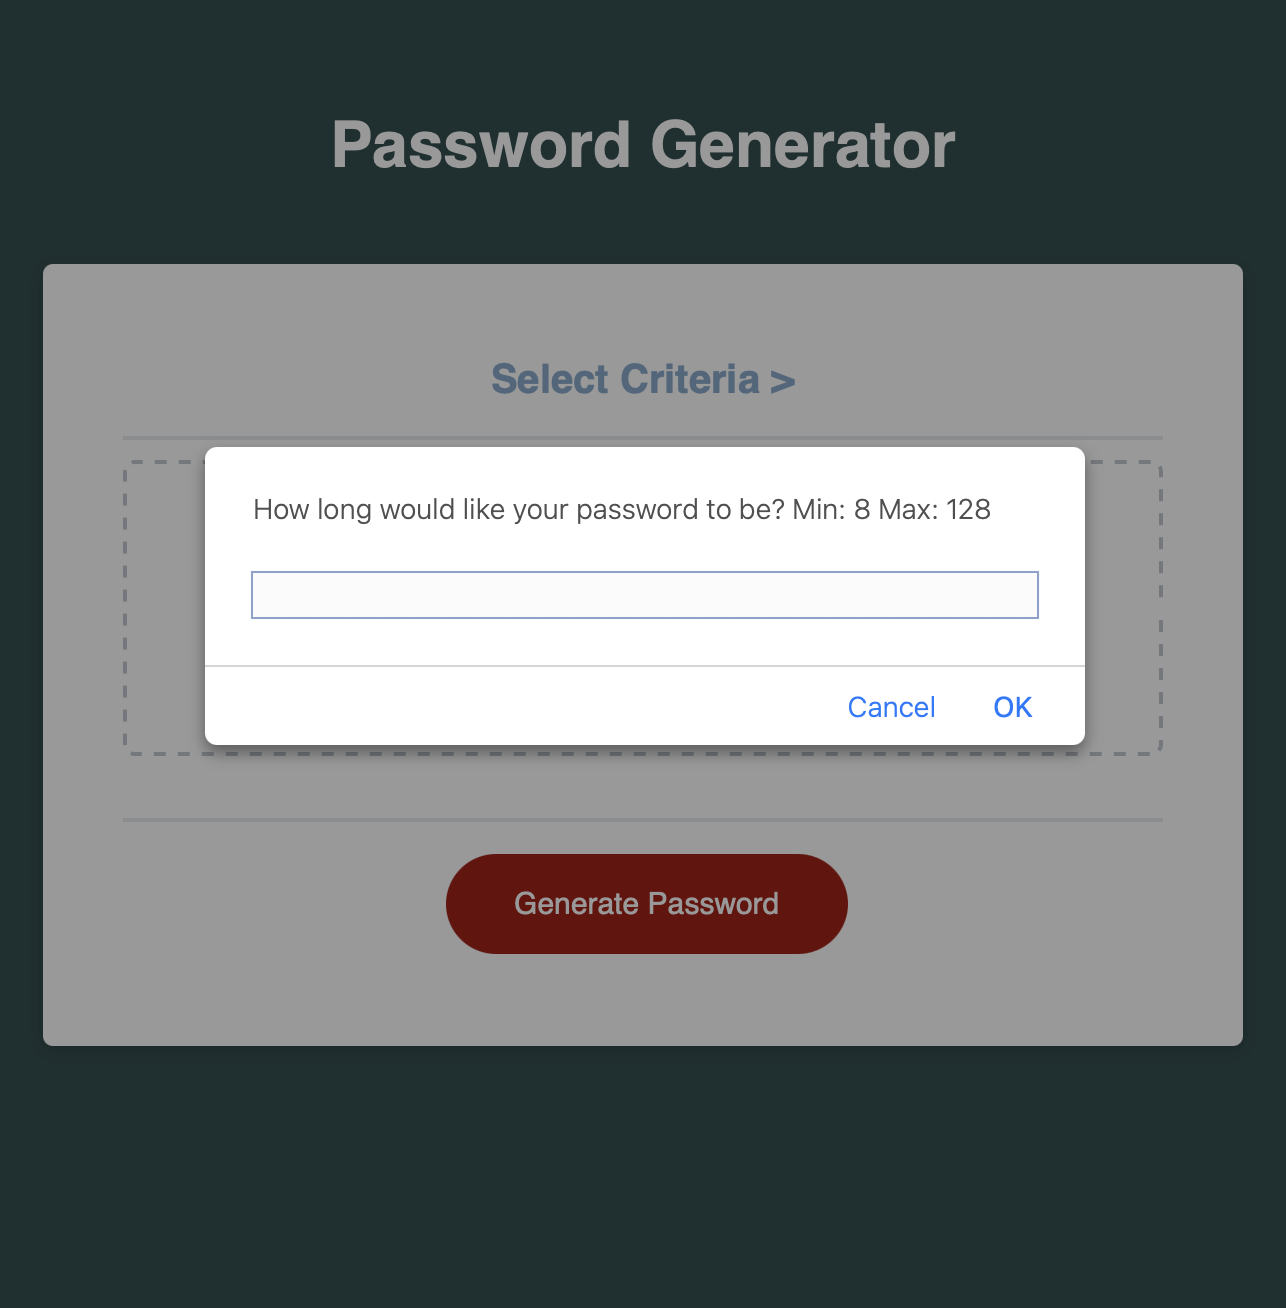 Password Generator
Select Criteria >
How long would like your password to be? Min: 8 Max: 128
Cancel OK
Generate Password